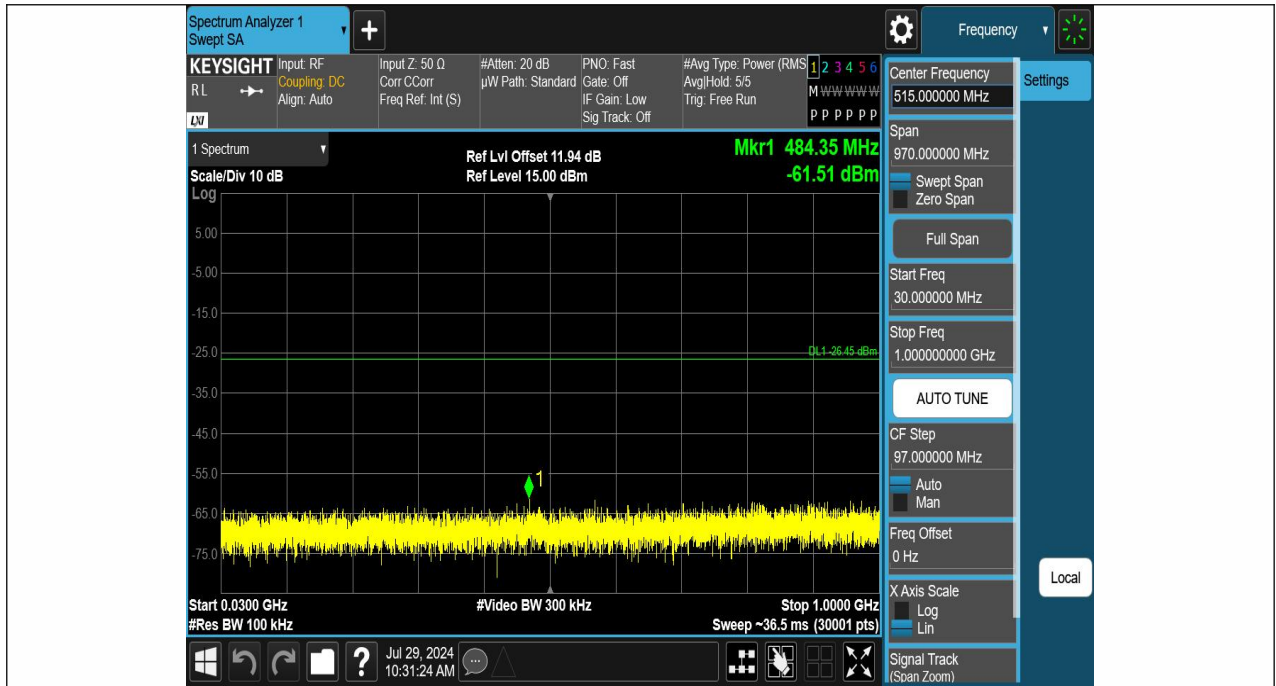 Spectrum Analyzer 1
Swept SA
+
Frequency
KEYSIGHT
RL
LXI
Input: RF
Coupling: DC
Align: Auto
Input Z: 50 Ω
Corr CCorr
Freq Ref: Int (S)
#Atten: 20 dB
µW Path: Standard
PNO: Fast
Gate: Off
IF Gain: Low
Sig Track: Off
#Avg Type: Power (RMS
Avg|Hold: 5/5
Trig: Free Run
1 2 3 4 5 6
M W W W W W
P P P P P P
1 Spectrum
Scale/Div 10 dB
Log
Ref Lvl Offset 11.94 dB
Ref Level 15.00 dBm
Mkr1 484.35 MHz
-61.51 dBm
5.00
-5.00
-15.0
-25.0
DL1 -26.45 dBm
-35.0
-45.0
-55.0
1
-65.0
-75.0
Start 0.0300 GHz
#Video BW 300 kHz
Stop 1.0000 GHz
#Res BW 100 kHz
Sweep ~36.5 ms (30001 pts)
?
Jul 29, 2024
10:31:24 AM
Center Frequency
515.000000 MHz
Settings
Span
970.000000 MHz
Swept Span
Zero Span
Full Span
Start Freq
30.000000 MHz
Stop Freq
1.000000000 GHz
AUTO TUNE
CF Step
97.000000 MHz
Auto
Man
Freq Offset
0 Hz
Local
X Axis Scale
Log
Lin
Signal Track
(Span Zoom)